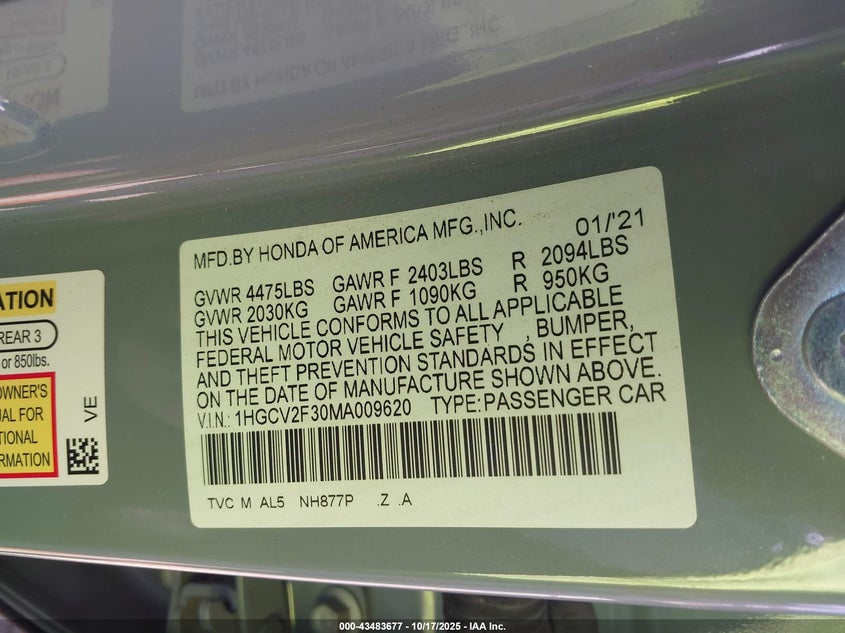 MFD.BY HONDA OF AMERICA MFG.,INC. 01/'21
GVWR 4475LBS GAWR F 2403LBS R 2094LBS
GVWR 2030KG GAWR F 1090KG R 950KG
THIS VEHICLE CONFORMS TO ALL APPLICABLE
FEDERAL MOTOR VEHICLE SAFETY , BUMPER,
AND THEFT PREVENTION STANDARDS IN EFFECT
ON THE DATE OF MANUFACTURE SHOWN ABOVE.
V.I.N.: 1HGCV2F30MA009620 TYPE:PASSENGER CAR
TVC M AL5 NH877P .Z .A
ATION
REAR 3
or 850lbs.
OWNER'S
UAL FOR
TIONAL
ORMATION
VE
000-43483677 - 10/17/2025 - IAA Inc.